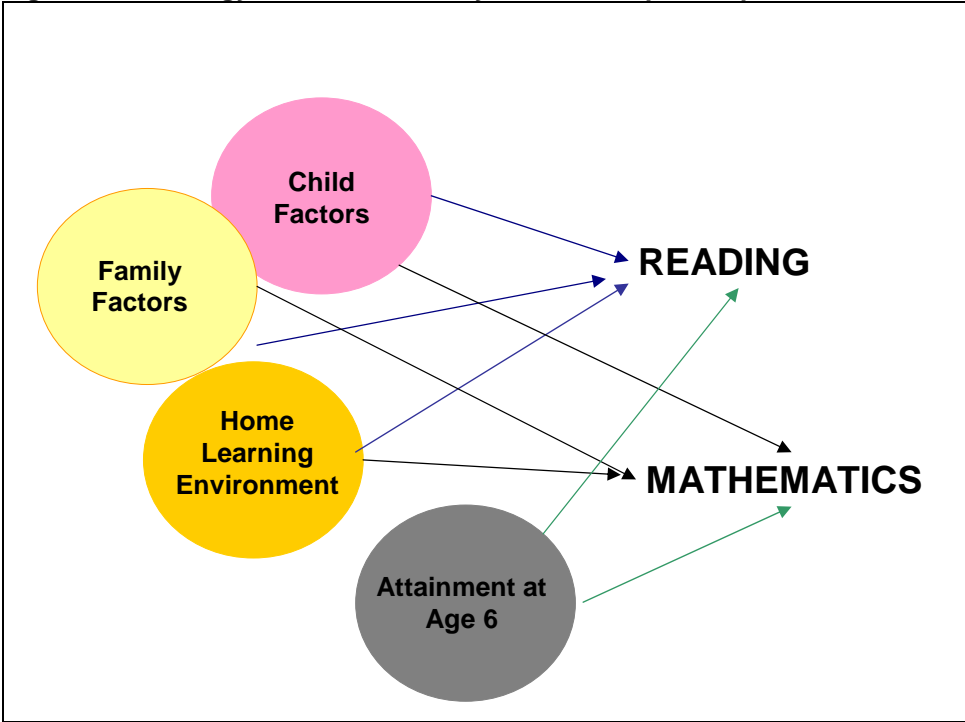 Child
Factors
Family
Factors
READING
Home
Learning
Environment
MATHEMATICS
Attainment at
Age 6